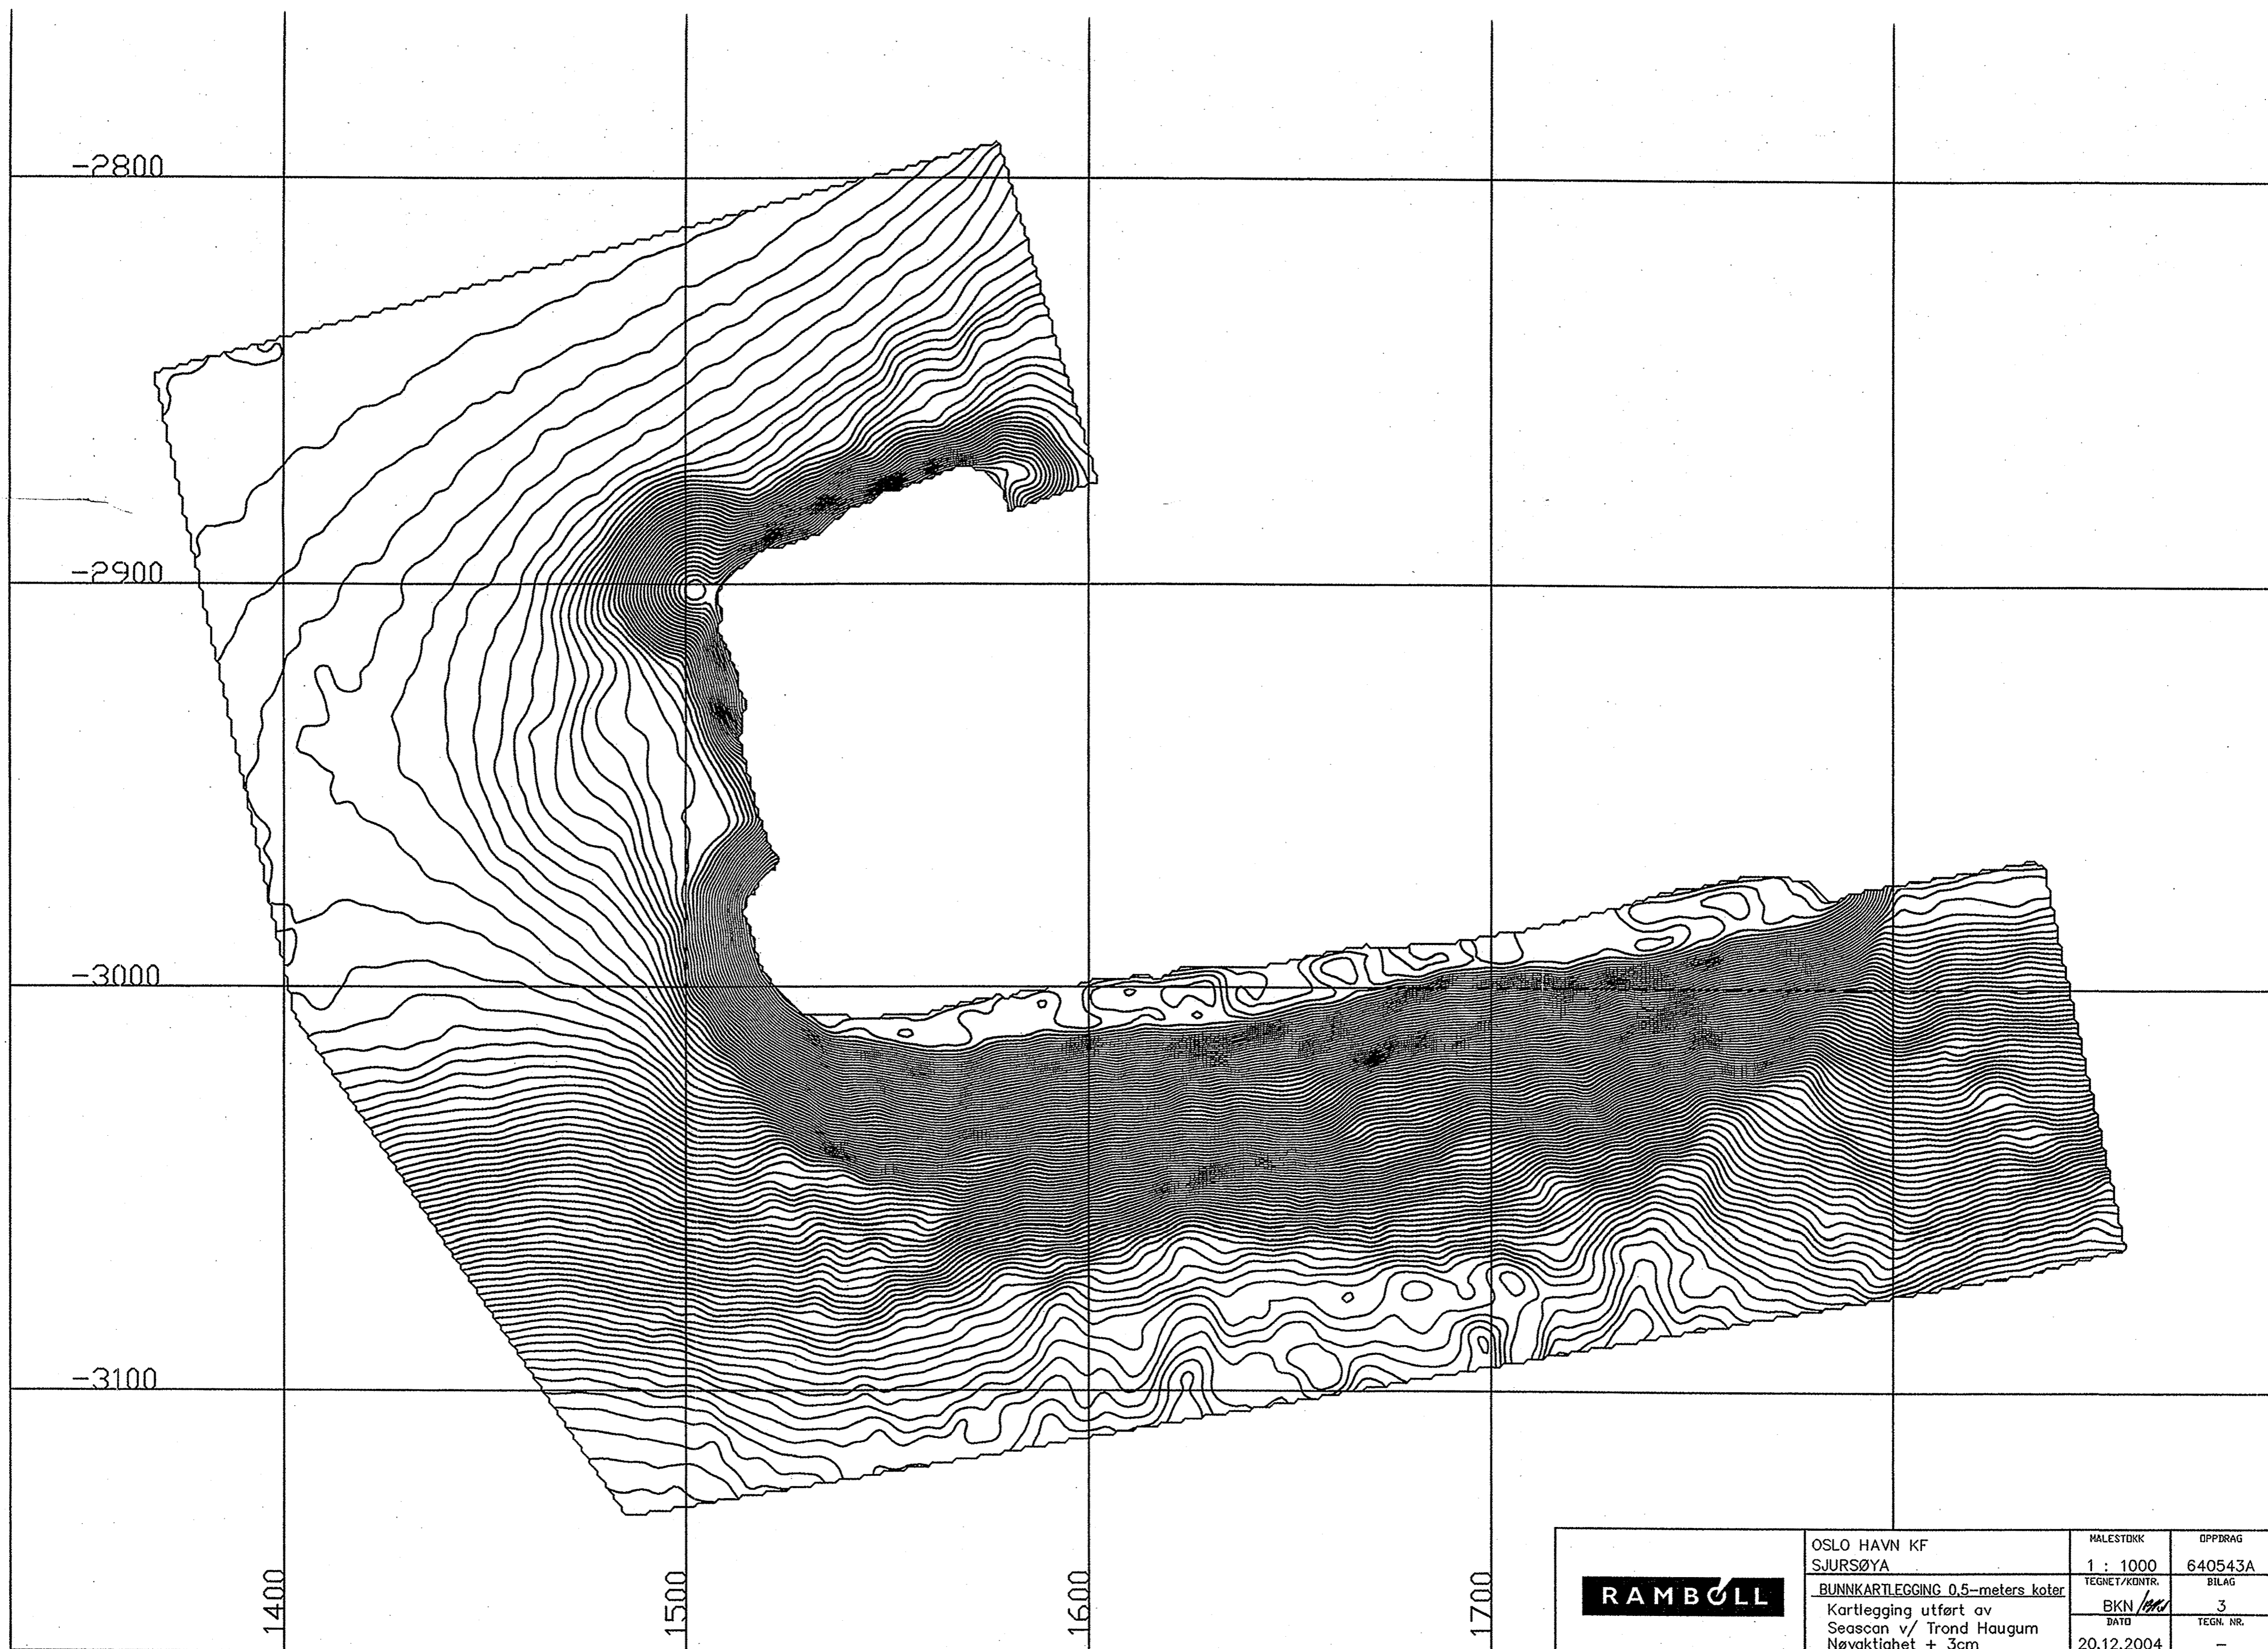 -2800
-2900
-3000
-3100
1400
1500
1600
1700
RAMBOLL
OSLO HAVN KF
SJURSØYA
BUNNKARTLEGGING 0,5-meters koter
Kartlegging utført av
Seascan v/ Trond Haugum
Nøyaktighet ± 3cm
MALESTOKK
1 : 1000
OPPDRAG
640543A
TEGNET/KONTR.
BKN /
BILAG
3
DATO
20.12.2004
TEGN. NR.
-